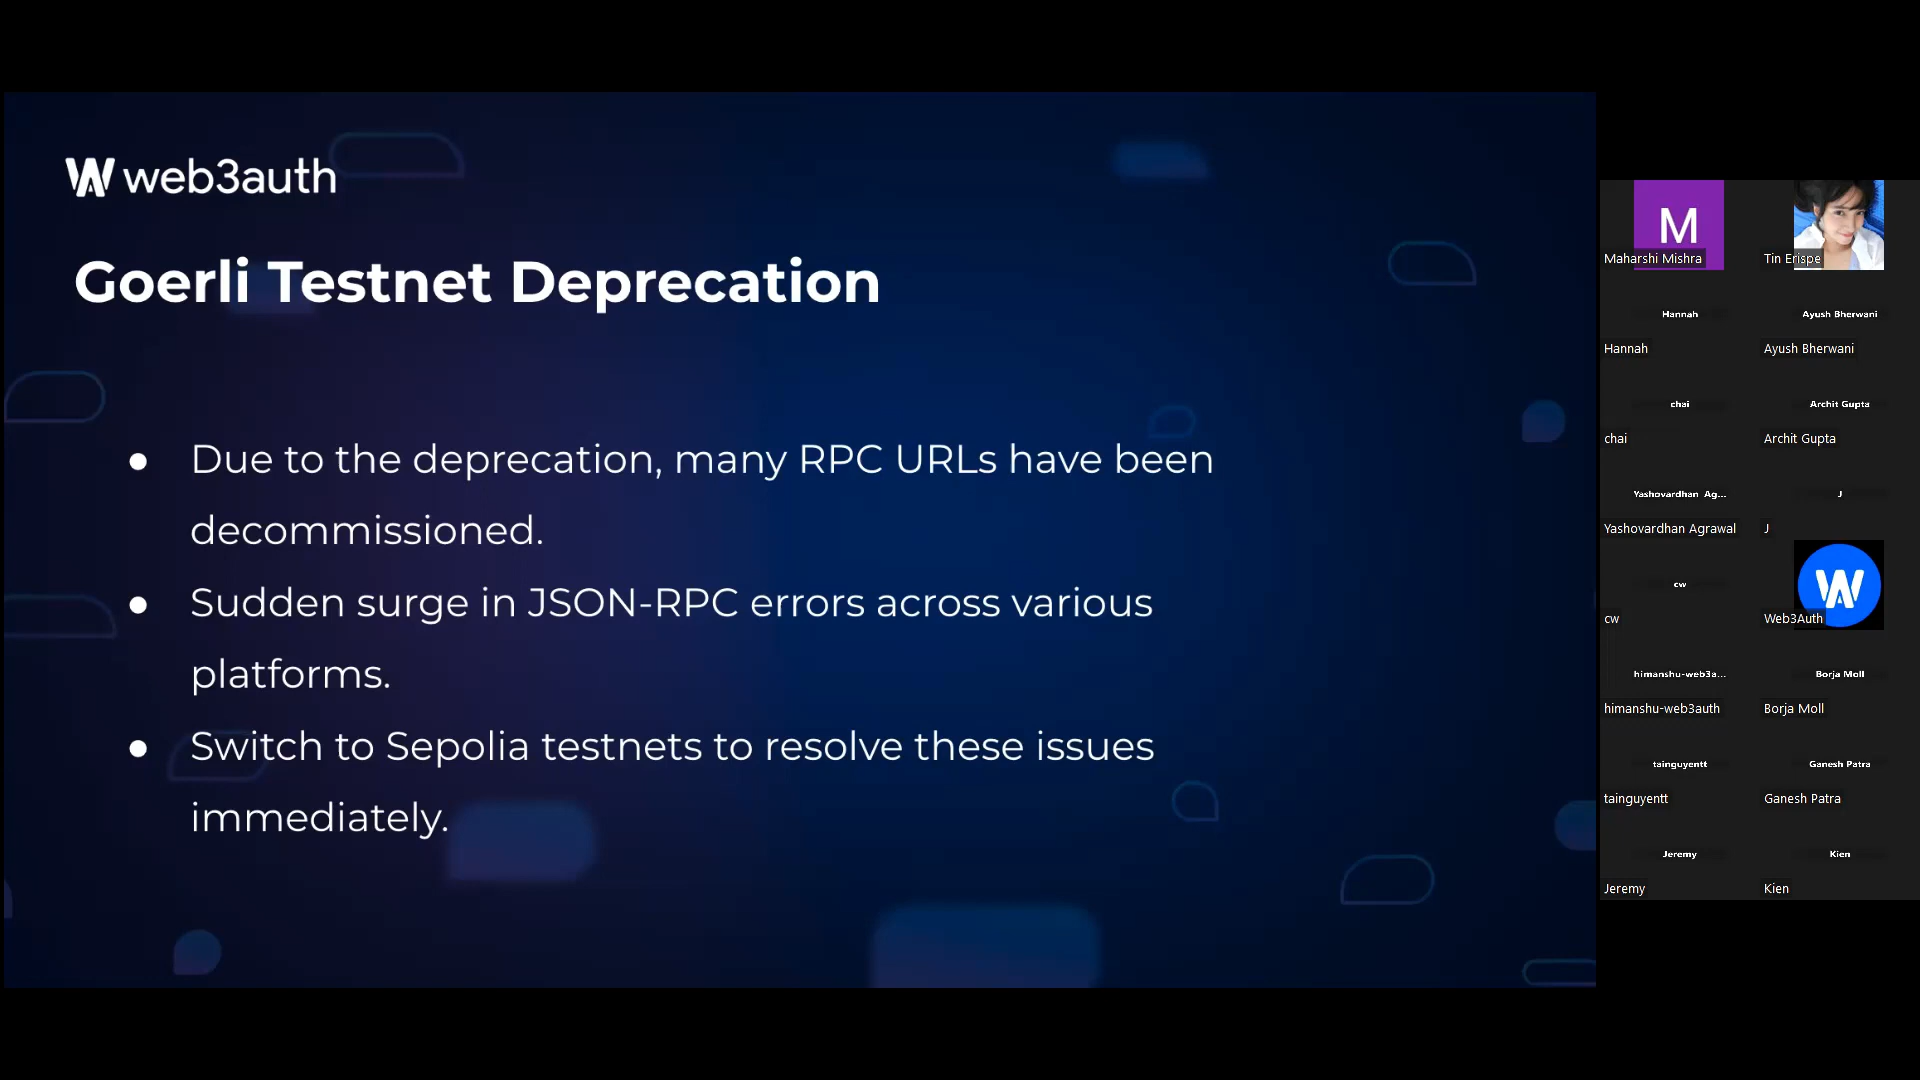 web3auth
Goerli Testnet Deprecation
● Due to the deprecation, many RPC URLs have been
decommissioned.
● Sudden surge in JSON-RPC errors across various
platforms.
● Switch to Sepolia testnets to resolve these issues
immediately.
M
Maharshi Mishra
Tin Erispe
Hannah
Hannah
Ayush Bherwani
Ayush Bherwani
chai
chai
Archit Gupta
Archit Gupta
Yashovardhan Ag...
Yashovardhan Agrawal
J
J
cw
cw
Web3Auth
himanshu-web3a...
himanshu-web3auth
Borja Moll
Borja Moll
tainguyentt
tainguyentt
Ganesh Patra
Ganesh Patra
Jeremy
Jeremy
Kien
Kien